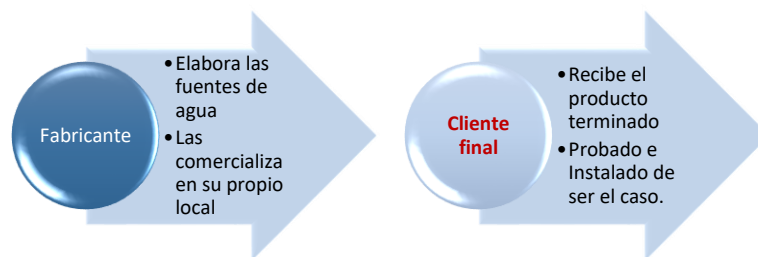 Fabricante
•Elabora las
fuentes de
agua
•Las
comercializa
en su propio
local
Cliente
final
•Recibe el
producto
terminado
•Probado e
Instalado de
ser el caso.